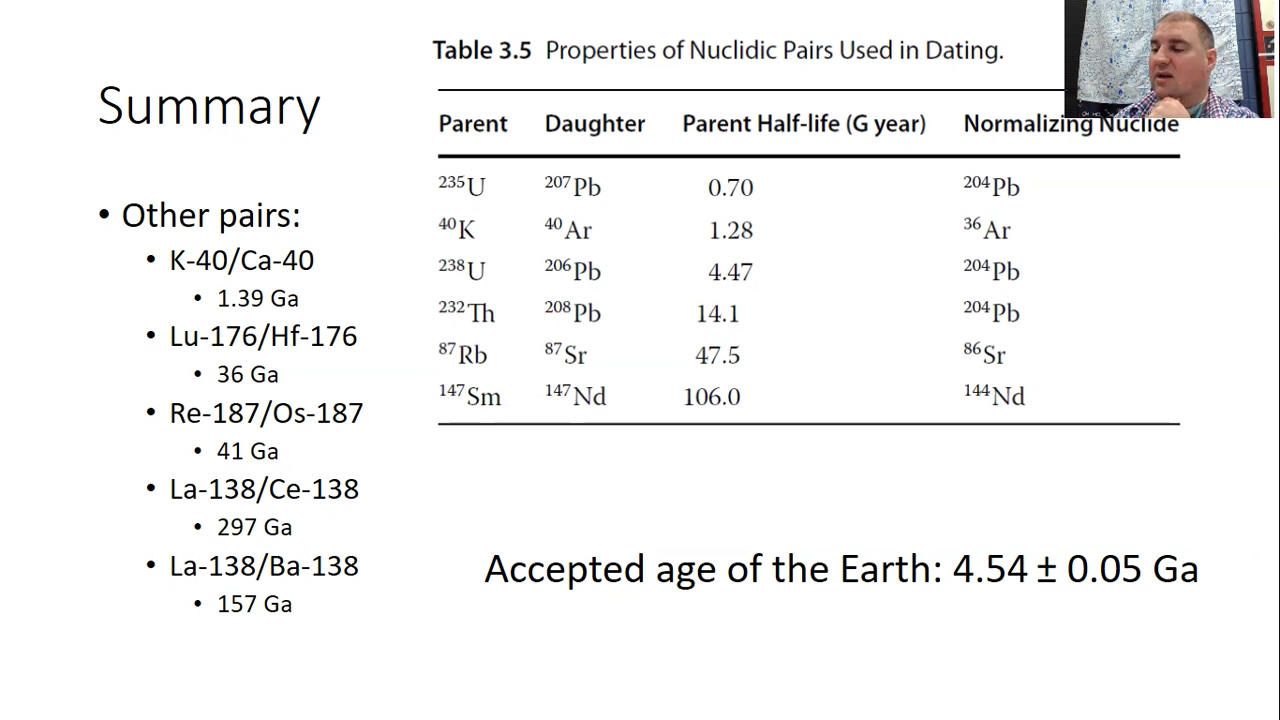 Summary
• Other pairs:
• K-40/Ca-40
• 1.39 Ga
• Lu-176/Hf-176
• 36 Ga
• Re-187/Os-187
• 41 Ga
• La-138/Ce-138
• 297 Ga
• La-138/Ba-138
• 157 Ga
Table 3.5 Properties of Nuclidic Pairs Used in Dating.
Parent Daughter Parent Half-life (G year) Normalizing Nuclide
²³⁵U ²⁰⁷Pb 0.70 ²⁰⁴Pb
⁴⁰K ⁴⁰Ar 1.28 ³⁶Ar
²³⁸U ²⁰⁶Pb 4.47 ²⁰⁴Pb
²³²Th ²⁰⁸Pb 14.1 ²⁰⁴Pb
⁸⁷Rb ⁸⁷Sr 47.5 ⁸⁶Sr
¹⁴⁷Sm ¹⁴⁷Nd 106.0 ¹⁴⁴Nd
Accepted age of the Earth: 4.54 ± 0.05 Ga